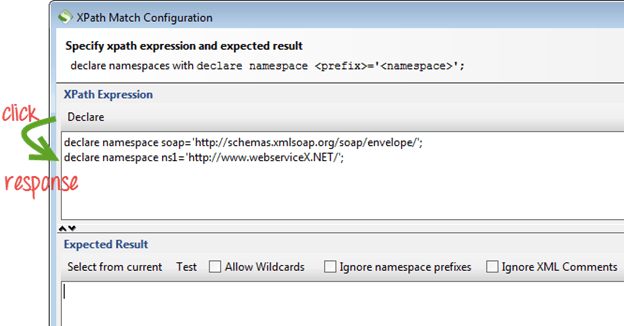 XPath Match Configuration
Specify xpath expression and expected result
declare namespaces with declare namespace <prefix>='<namespace>';
XPath Expression
click
Declare
declare namespace soap='http://schemas.xmlsoap.org/soap/envelope/';
declare namespace ns1='http://www.webserviceX.NET/';
response
Expected Result
Select from current Test Allow Wildcards Ignore namespace prefixes Ignore XML Comments